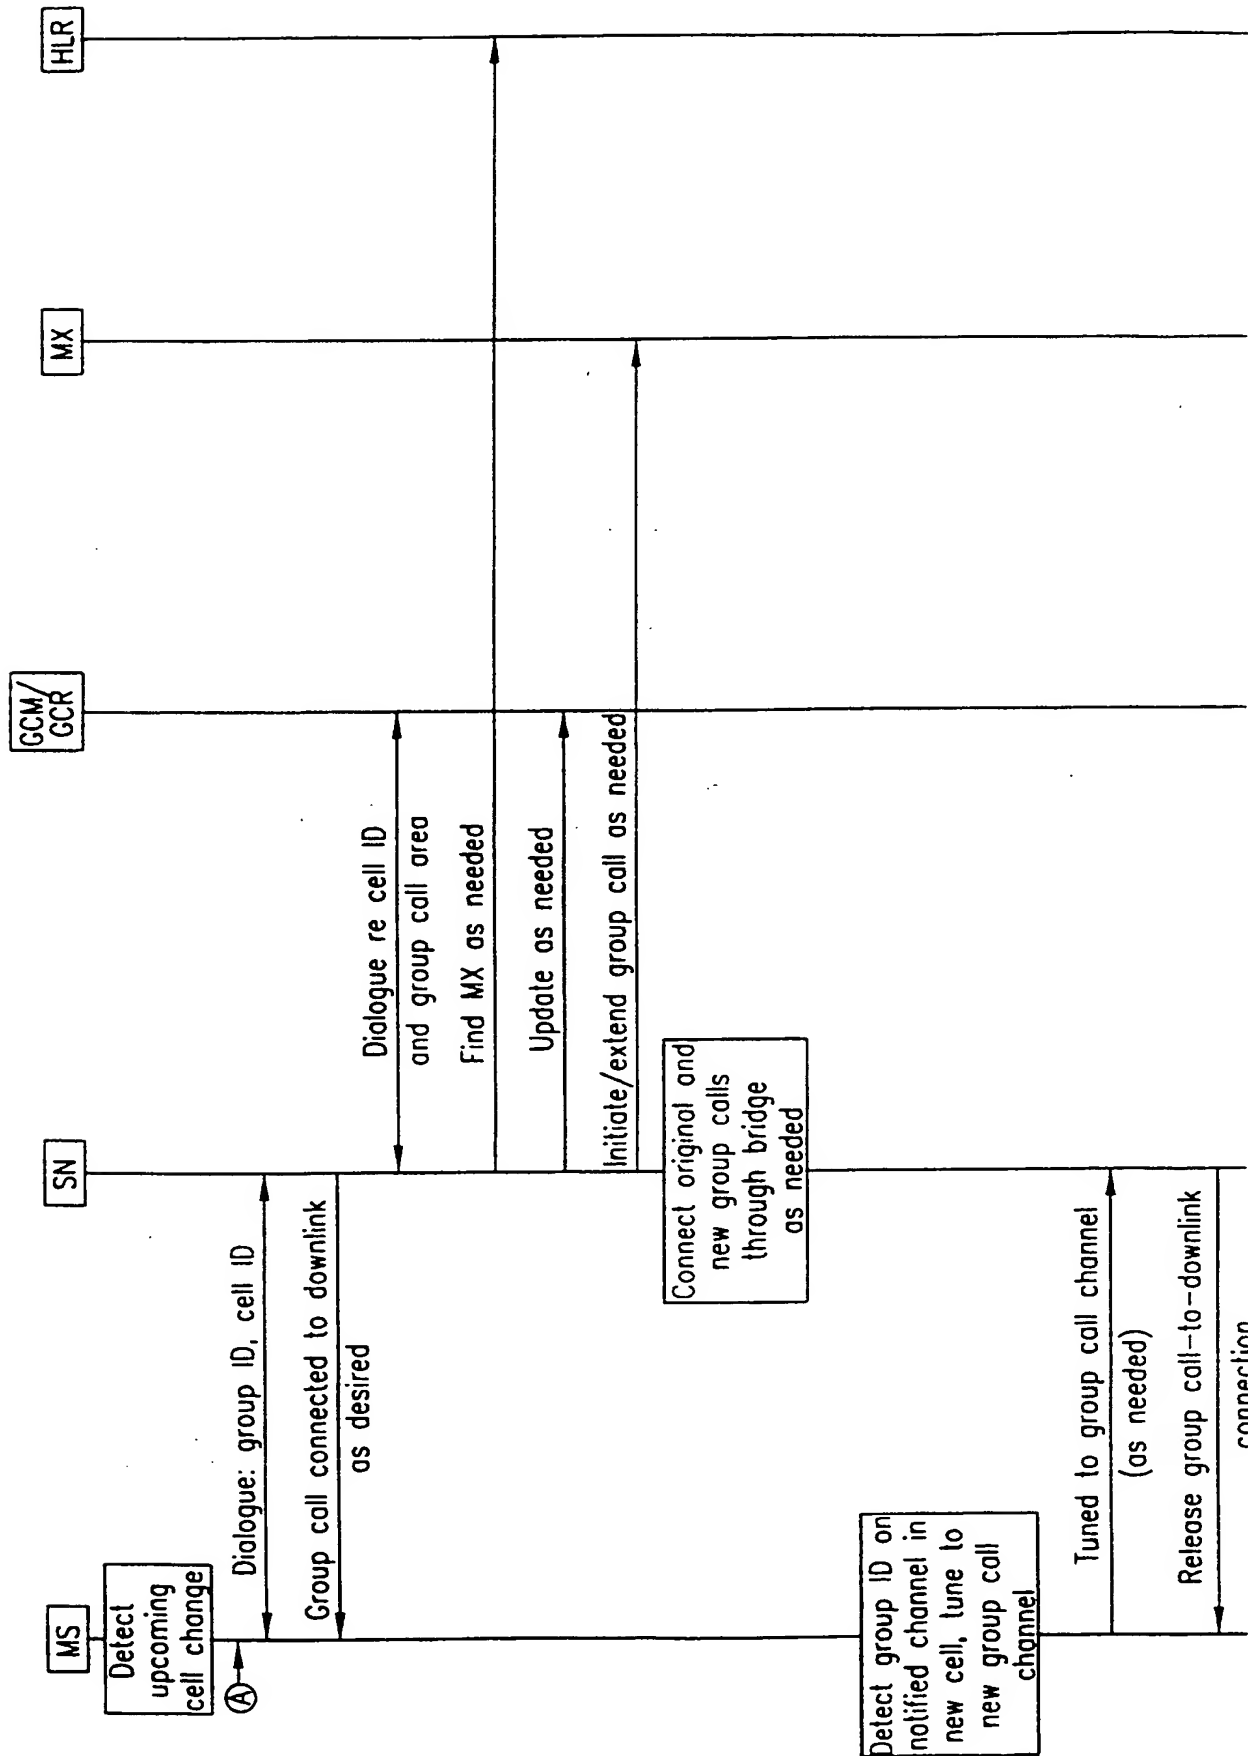 MS
SN
GCM/
GCR
MX
HLR
Detect
upcoming
cell change
A
Dialogue: group ID, cell ID
Group call connected to downlink
as desired
Dialogue re cell ID
and group call area
Find MX as needed
Update as needed
Initiate/extend group call as needed
Connect original and
new group calls
through bridge
as needed
Detect group ID on
notified channel in
new cell, tune to
new group call
channel
Tuned to group call channel
(as needed)
Release group call-to-downlink
connection